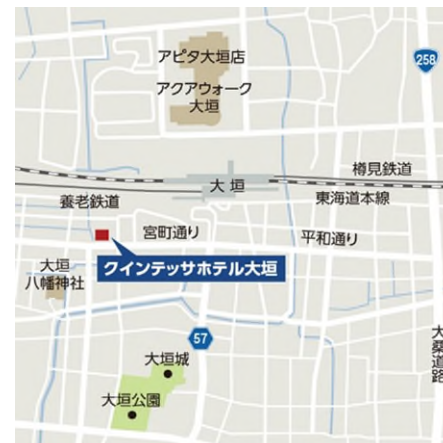 アピタ大垣店
アクアウォーク
大垣
258
樽見鉄道
大垣
養老鉄道
東海道本線
宮町通り
平和通り
クインテッサホテル大垣
大垣
八幡神社
57
大桑道路
大垣城
大垣公園